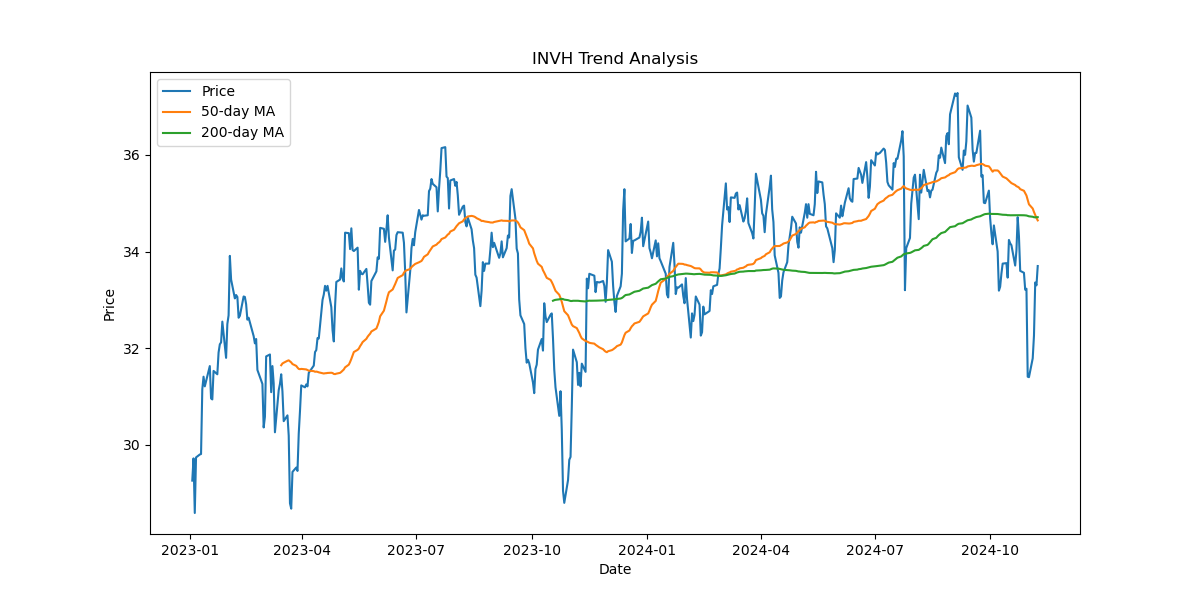 INVH Trend Analysis
Price
50-day MA
200-day MA
36
34
32
30
Price
2023-01
2023-04
2023-07
2023-10
2024-01
2024-04
2024-07
2024-10
Date